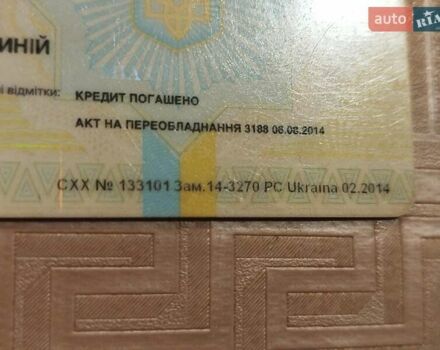 auto RIA
ИНІЙ
і відмітки: КРЕДИТ ПОГАШЕНО
АКТ НА ПЕРЕОБЛАДНАННЯ 3188 06.08.2014
СХХ № 133101 Зам.14-3270 PC Ukraina 02.2014